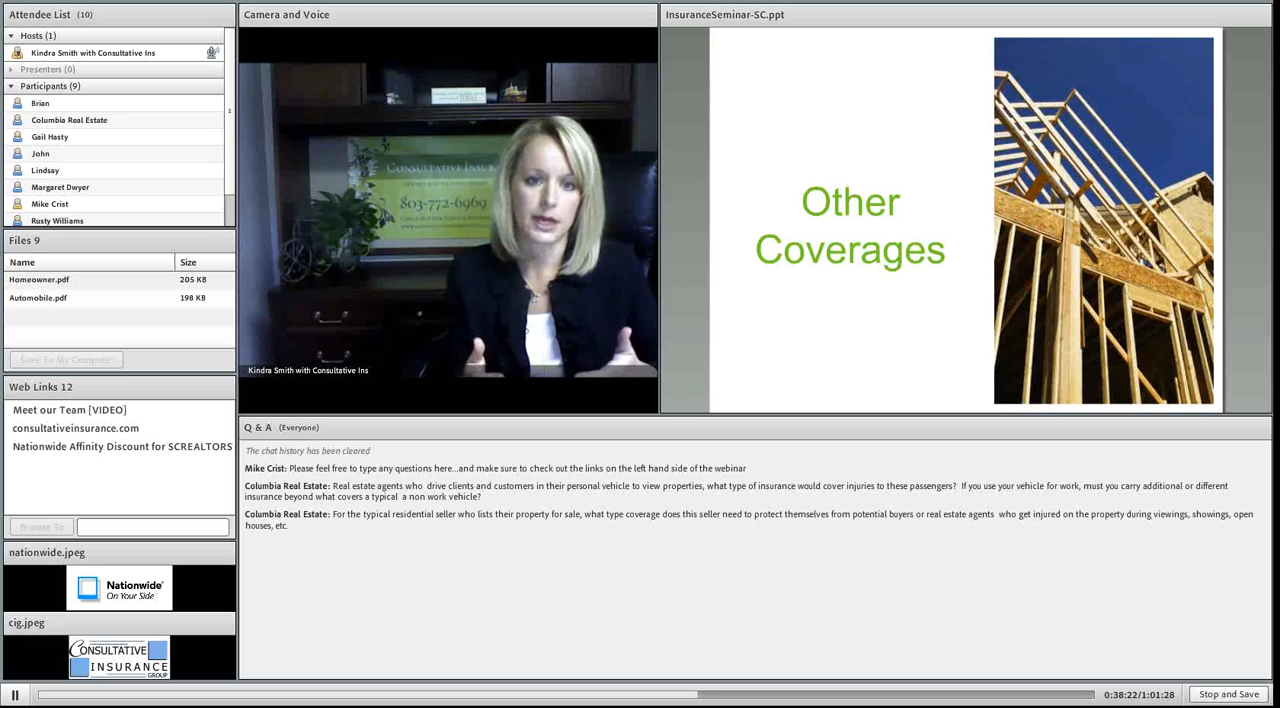 Attendee List (10)
Hosts (1)
Kindra Smith with Consultative Ins
Presenters (0)
Participants (9)
Brian
Columbia Real Estate
Gail Hasty
John
Lindsay
Margaret Dwyer
Mike Crist
Rusty Williams
Files 9
Name Size
Homeowner.pdf 205 KB
Automobile.pdf 198 KB
Save To My Compute
Web Links 12
Meet our Team [VIDEO]
consultativeinsurance.com
Nationwide Affinity Discount for SCREALTORS
Browse To
nationwide.jpeg
Nationwide
On Your Side
cig.jpeg
CONSULTATIVE
INSURANCE
GROUP
Camera and Voice
CONSULTATIVE INSUR
803-772-6969
Kindra Smith with Consultative Ins
InsuranceSeminar-SC.ppt
Other
Coverages
Q & A (Everyone)
The chat history has been cleared
Mike Crist: Please feel free to type any questions here...and make sure to check out the links on the left hand side of the webinar
Columbia Real Estate: Real estate agents who drive clients and customers in their personal vehicle to view properties, what type of insurance would cover injuries to these passengers? If you use your vehicle for work, must you carry additional or different
insurance beyond what covers a typical a non work vehicle?
Columbia Real Estate: For the typical residential seller who lists their property for sale, what type coverage does this seller need to protect themselves from potential buyers or real estate agents who get injured on the property during viewings, showings, open
houses, etc.
0:38:22/1:01:28
Stop and Save